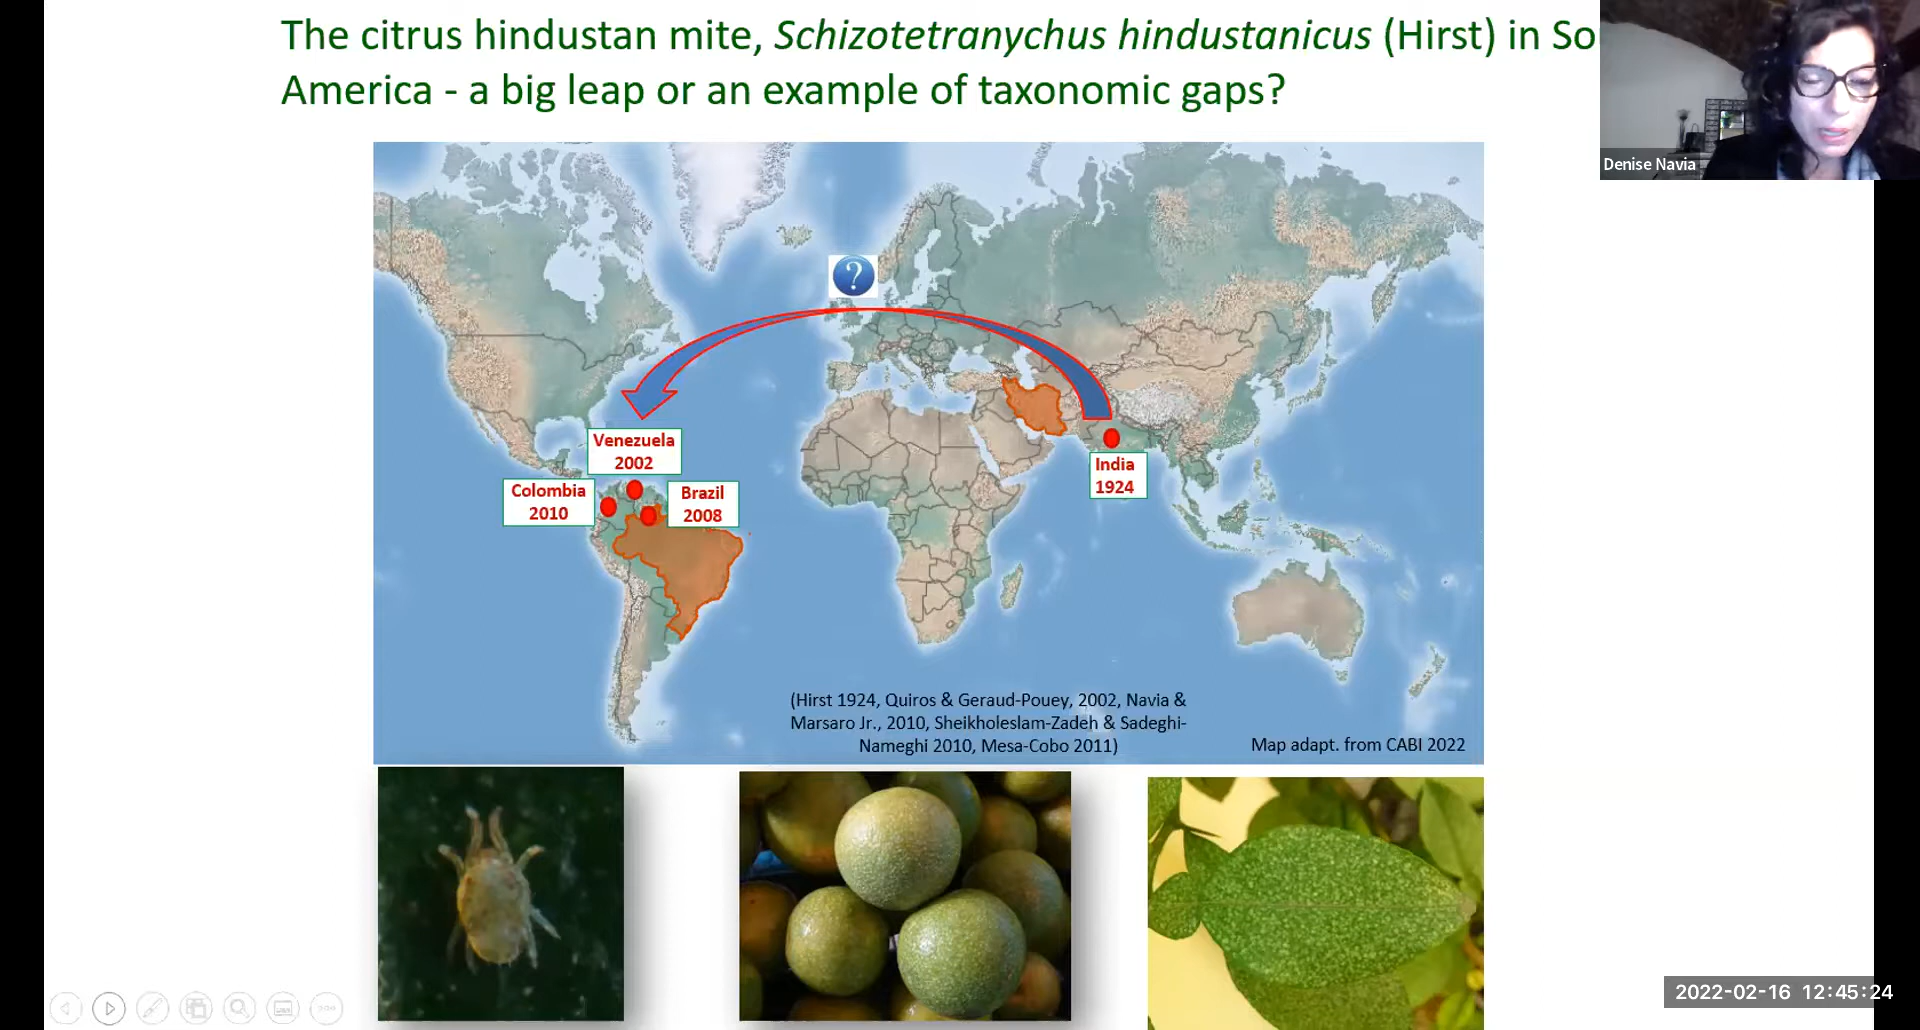 The citrus hindustan mite, Schizotetranychus hindustanicus (Hirst) in So
America - a big leap or an example of taxonomic gaps?
Denise Navia
?
Venezuela
2002
Colombia
2010
Brazil
2008
India
1924
(Hirst 1924, Quiros & Geraud-Pouey, 2002, Navia &
Marsaro Jr., 2010, Sheikholeslam-Zadeh & Sadeghi-
Nameghi 2010, Mesa-Cobo 2011)
Map adapt. from CABI 2022
2022-02-16 12:45:24